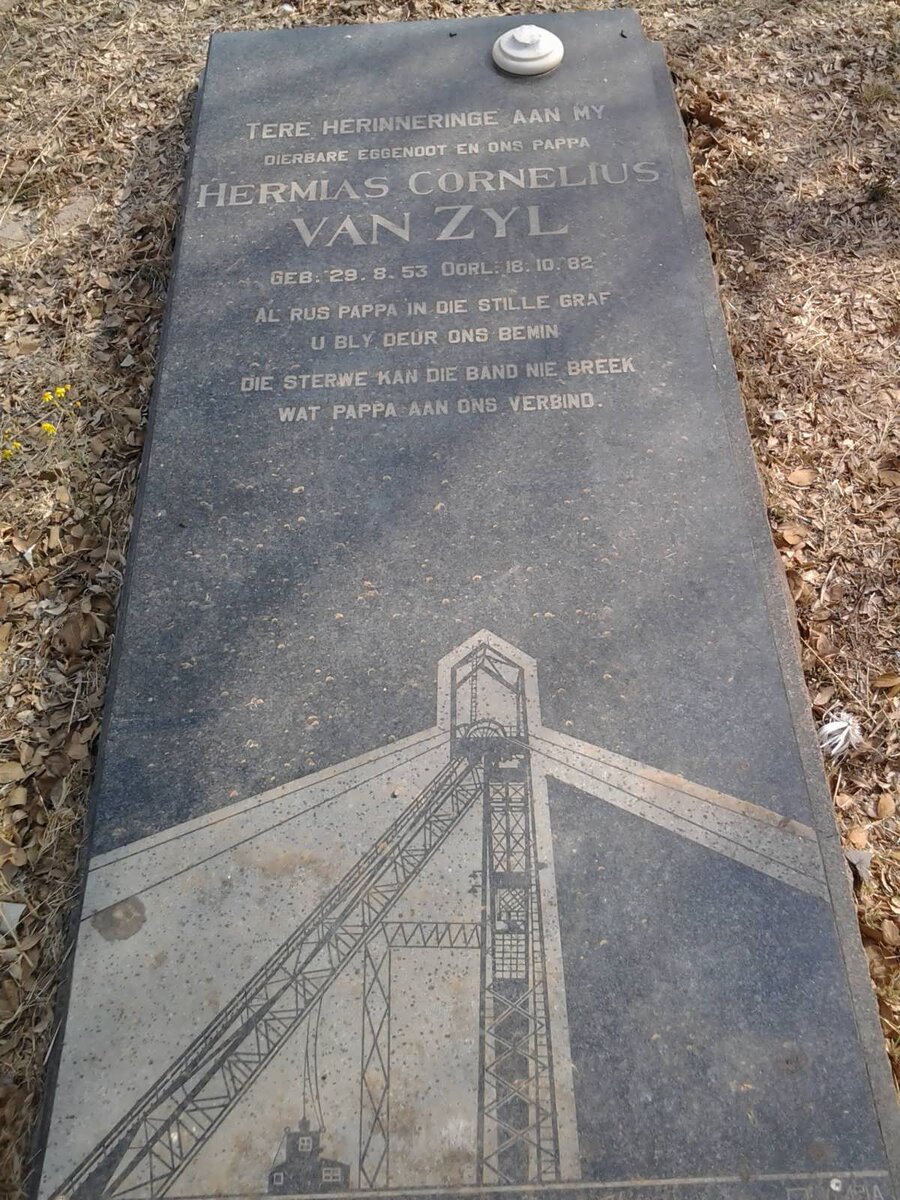 TERE HERINNERINGE AAN MY
DIERBARE EGGENOOT EN ONS PAPPA
HERMIAS CORNELIUS
VAN ZYL
GEB: 29. 8. 53 OORL: 18. 10. 82
AL RUS PAPPA IN DIE STILLE GRAF
U BLY DEUR ONS BEMIN
DIE STERWE KAN DIE BAND NIE BREEK
WAT PAPPA AAN ONS VERBIND.